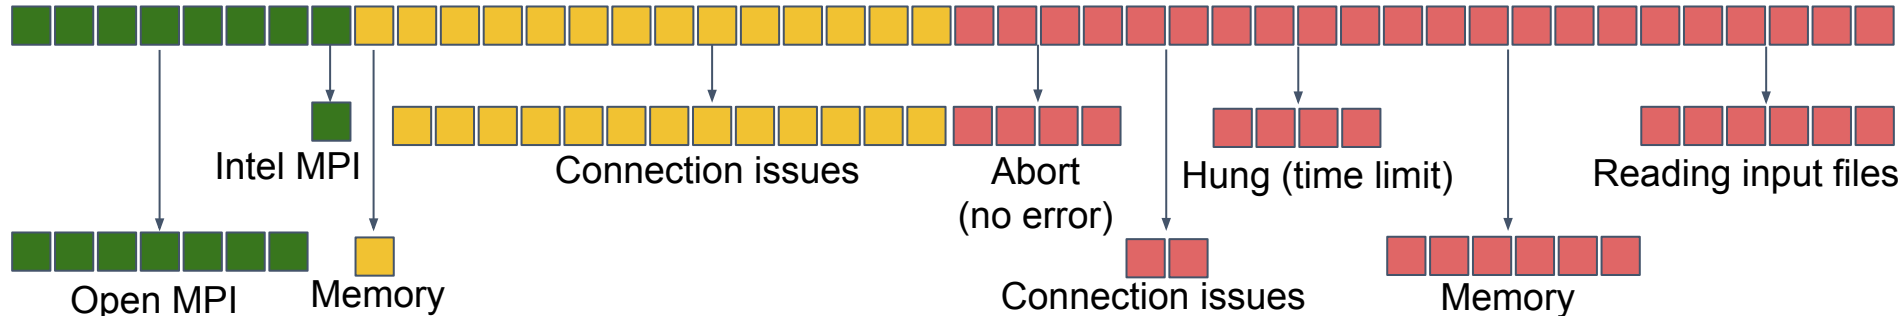 Intel MPI
Connection issues
Abort
(no error)
Hung (time limit)
Reading input files
Open MPI
Memory
Connection issues
Memory